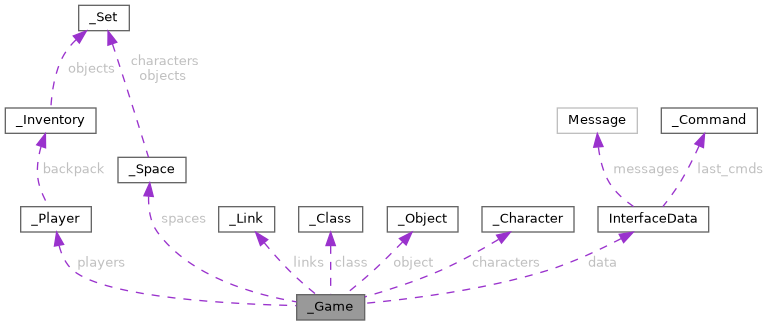 _Set
characters
objects
objects
_Inventory
Message
_Command
backpack
_Space
messages
last_cmds
_Player
spaces
_Link
_Class
_Object
_Character
InterfaceData
players
links
class
object
characters
data
_Game